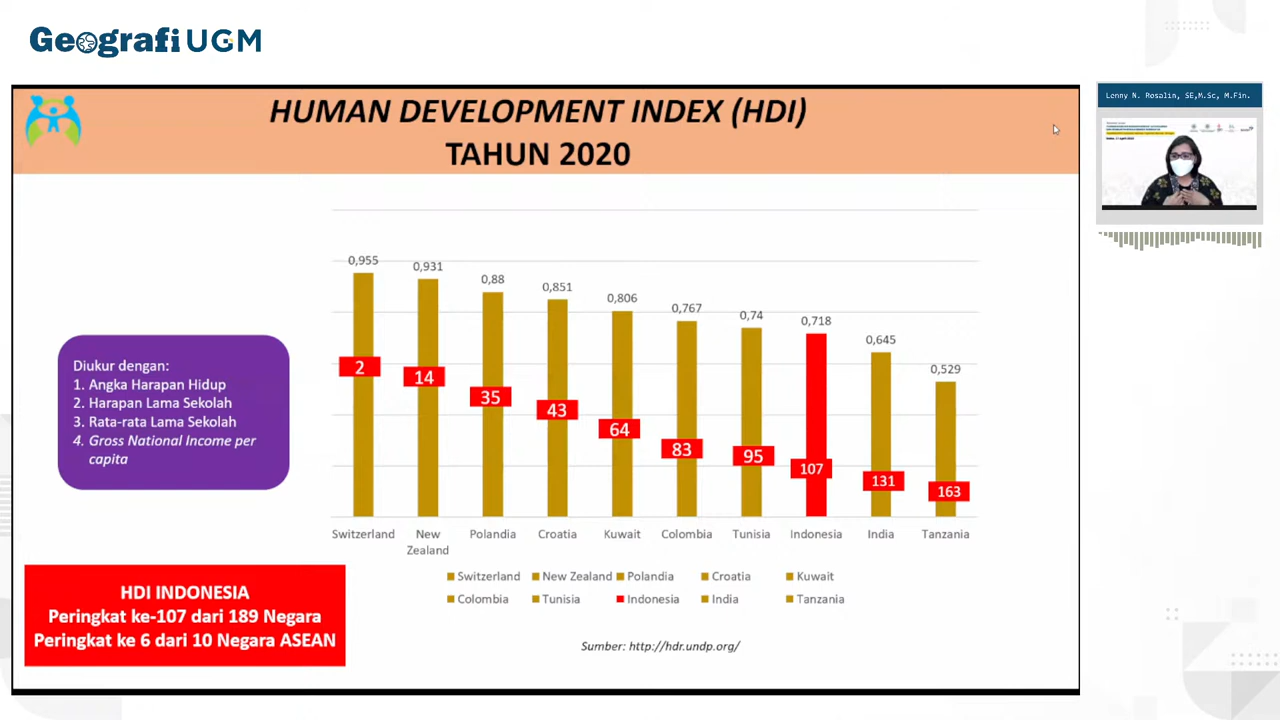 Geografi UGM
HUMAN DEVELOPMENT INDEX (HDI)
TAHUN 2020
Lenny N. Rosalin, SE,M.Sc, M.Fin.
Diukur dengan:
1. Angka Harapan Hidup
2. Harapan Lama Sekolah
3. Rata-rata Lama Sekolah
4. Gross National Income per
capita
0,955
0,931
0,88
0,851
0,806
0,767
0,74
0,718
0,645
0,529
2
14
35
43
64
83
95
107
131
163
Switzerland
New
Zealand
Polandia
Croatia
Kuwait
Colombia
Tunisia
Indonesia
India
Tanzania
Switzerland New Zealand Polandia Croatia Kuwait
Colombia Tunisia Indonesia India Tanzania
HDI INDONESIA
Peringkat ke-107 dari 189 Negara
Peringkat ke 6 dari 10 Negara ASEAN
Sumber: http://hdr.undp.org/